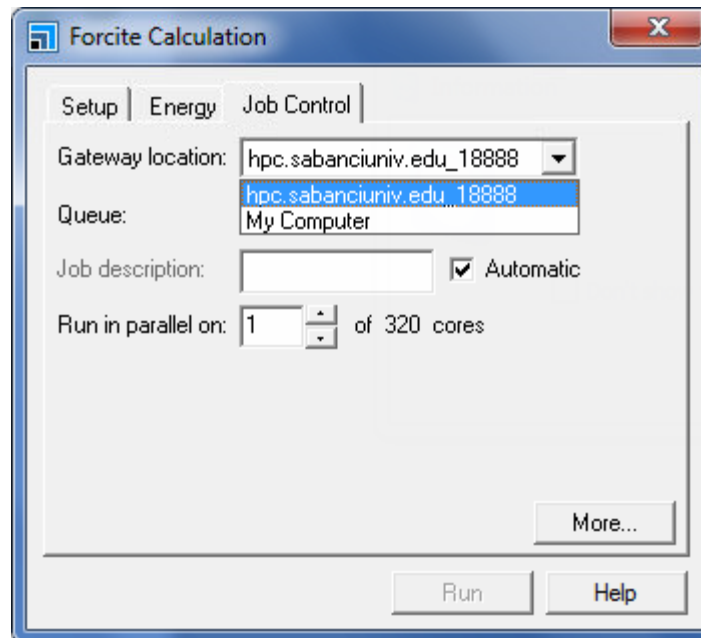 Forcite Calculation
Setup Energy Job Control
Gateway location: hpc.sabanciuniv.edu_18888
hpc.sabanciuniv.edu_18888
Queue: My Computer
Job description: Automatic
Run in parallel on: 1 of 320 cores
More...
Run Help